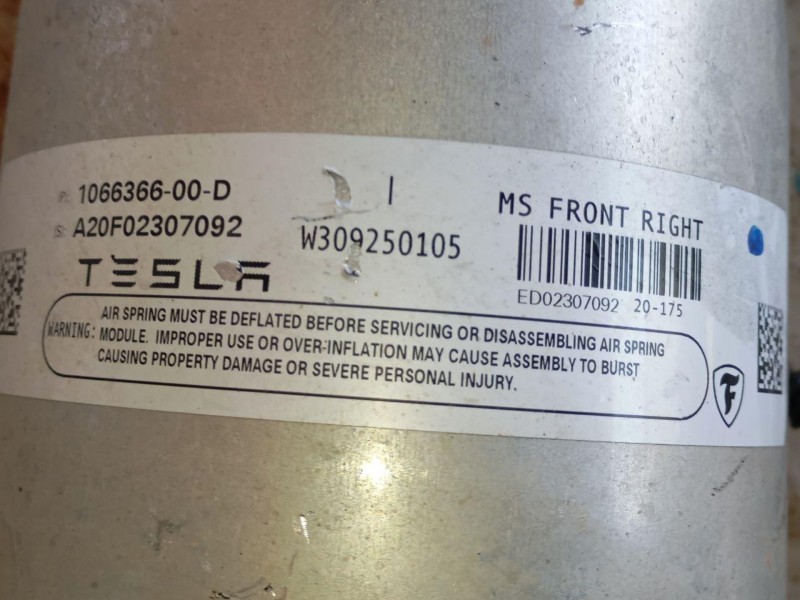 (P): 1066366-00-D
(S): A20F02307092
TESLA
I
W309250105
MS FRONT RIGHT
ED02307092 20-175
WARNING: AIR SPRING MUST BE DEFLATED BEFORE SERVICING OR DISASSEMBLING AIR SPRING
MODULE. IMPROPER USE OR OVER-INFLATION MAY CAUSE ASSEMBLY TO BURST
CAUSING PROPERTY DAMAGE OR SEVERE PERSONAL INJURY.
F